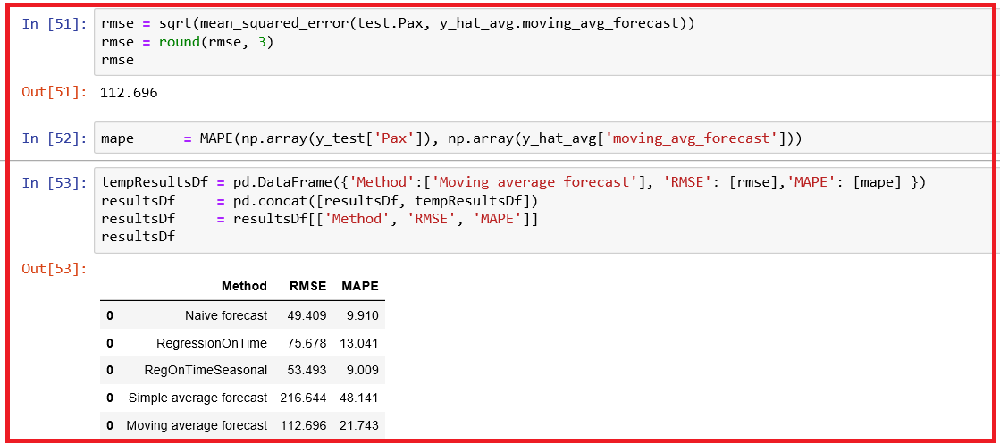 In [51]: rmse = sqrt(mean_squared_error(test.Pax, y_hat_avg.moving_avg_forecast))
rmse = round(rmse, 3)
rmse
Out[51]: 112.696
In [52]: mape      = MAPE(np.array(y_test['Pax']), np.array(y_hat_avg['moving_avg_forecast']))
In [53]: tempResultsDf = pd.DataFrame({'Method':['Moving average forecast'], 'RMSE': [rmse],'MAPE': [mape] })
resultsDf     = pd.concat([resultsDf, tempResultsDf])
resultsDf     = resultsDf[['Method', 'RMSE', 'MAPE']]
resultsDf
Out[53]:
Method RMSE MAPE
0 Naive forecast 49.409 9.910
0 RegressionOnTime 75.678 13.041
0 RegOnTimeSeasonal 53.493 9.009
0 Simple average forecast 216.644 48.141
0 Moving average forecast 112.696 21.743